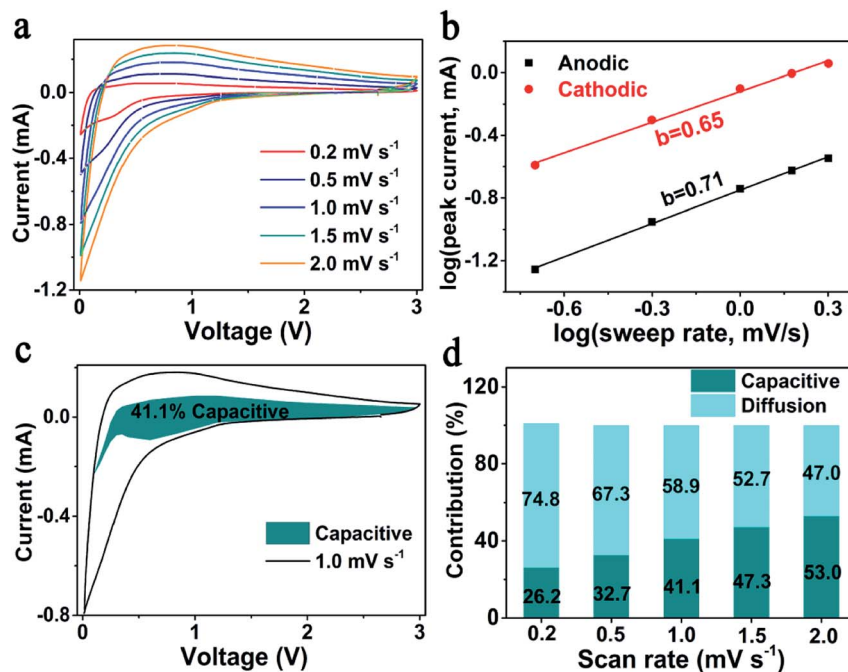 a
0.0
-0.4
-0.8
-1.2
Current (mA)
0.2 mV s⁻¹
0.5 mV s⁻¹
1.0 mV s⁻¹
1.5 mV s⁻¹
2.0 mV s⁻¹
0 1 2 3
Voltage (V)
b
Anodic
Cathodic
0.0
-0.4
-0.8
-1.2
log(peak current, mA)
b=0.65
b=0.71
-0.6 -0.3 0.0 0.3
log(sweep rate, mV/s)
c
0.0
-0.4
-0.8
Current (mA)
41.1% Capacitive
Capacitive
1.0 mV s⁻¹
0 1 2 3
Voltage (V)
d
Capacitive
Diffusion
120
80
40
0
Contribution (%)
74.8 67.3 58.9 52.7 47.0
26.2 32.7 41.1 47.3 53.0
0.2 0.5 1.0 1.5 2.0
Scan rate (mV s⁻¹)